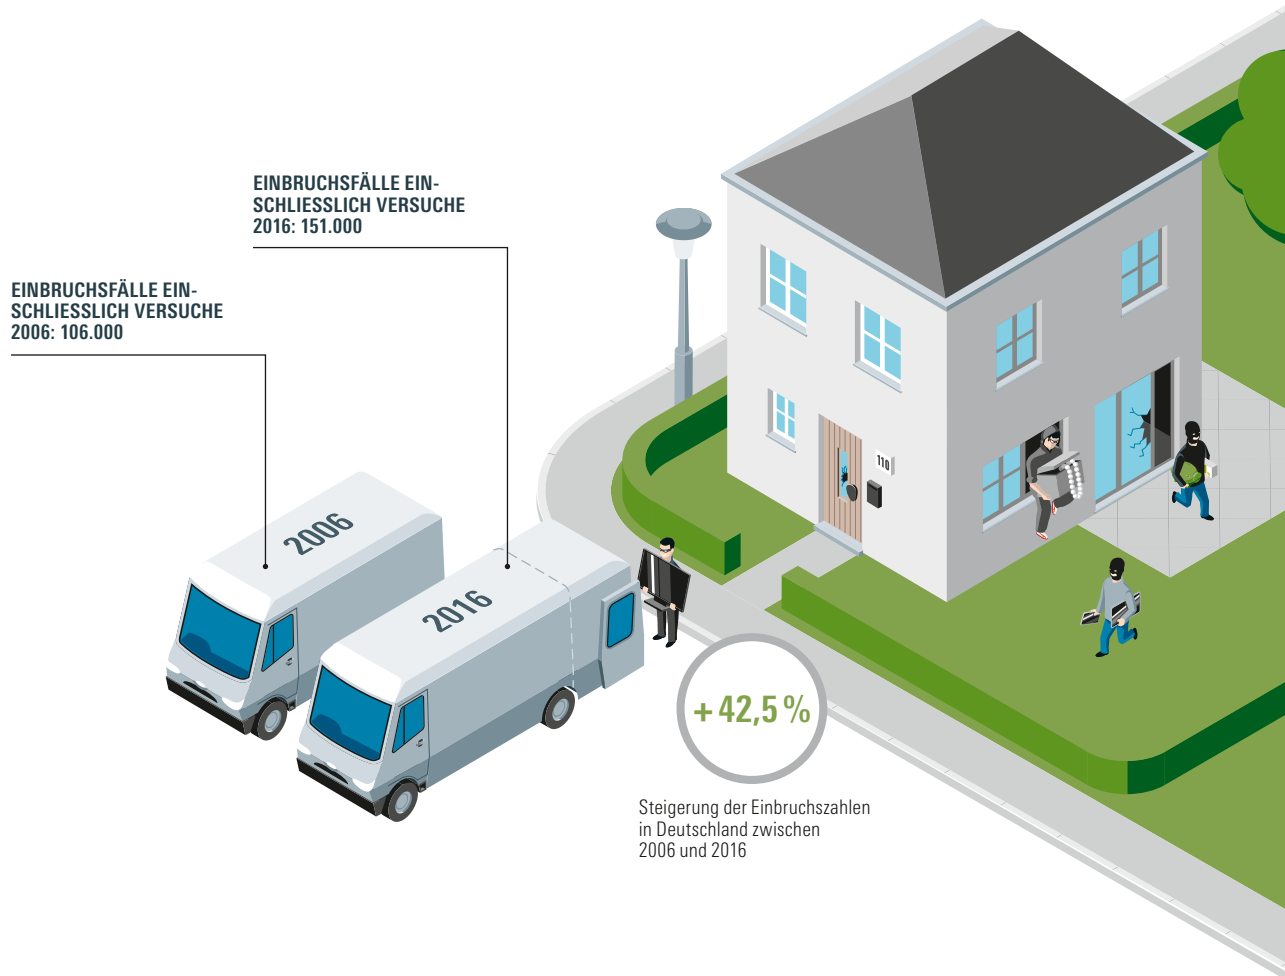 EINBRUCHSFÄLLE EIN-
SCHLIESSLICH VERSUCHE
2016: 151.000
EINBRUCHSFÄLLE EIN-
SCHLIESSLICH VERSUCHE
2006: 106.000
110
2006
2016
+ 42,5 %
Steigerung der Einbruchszahlen
in Deutschland zwischen
2006 und 2016